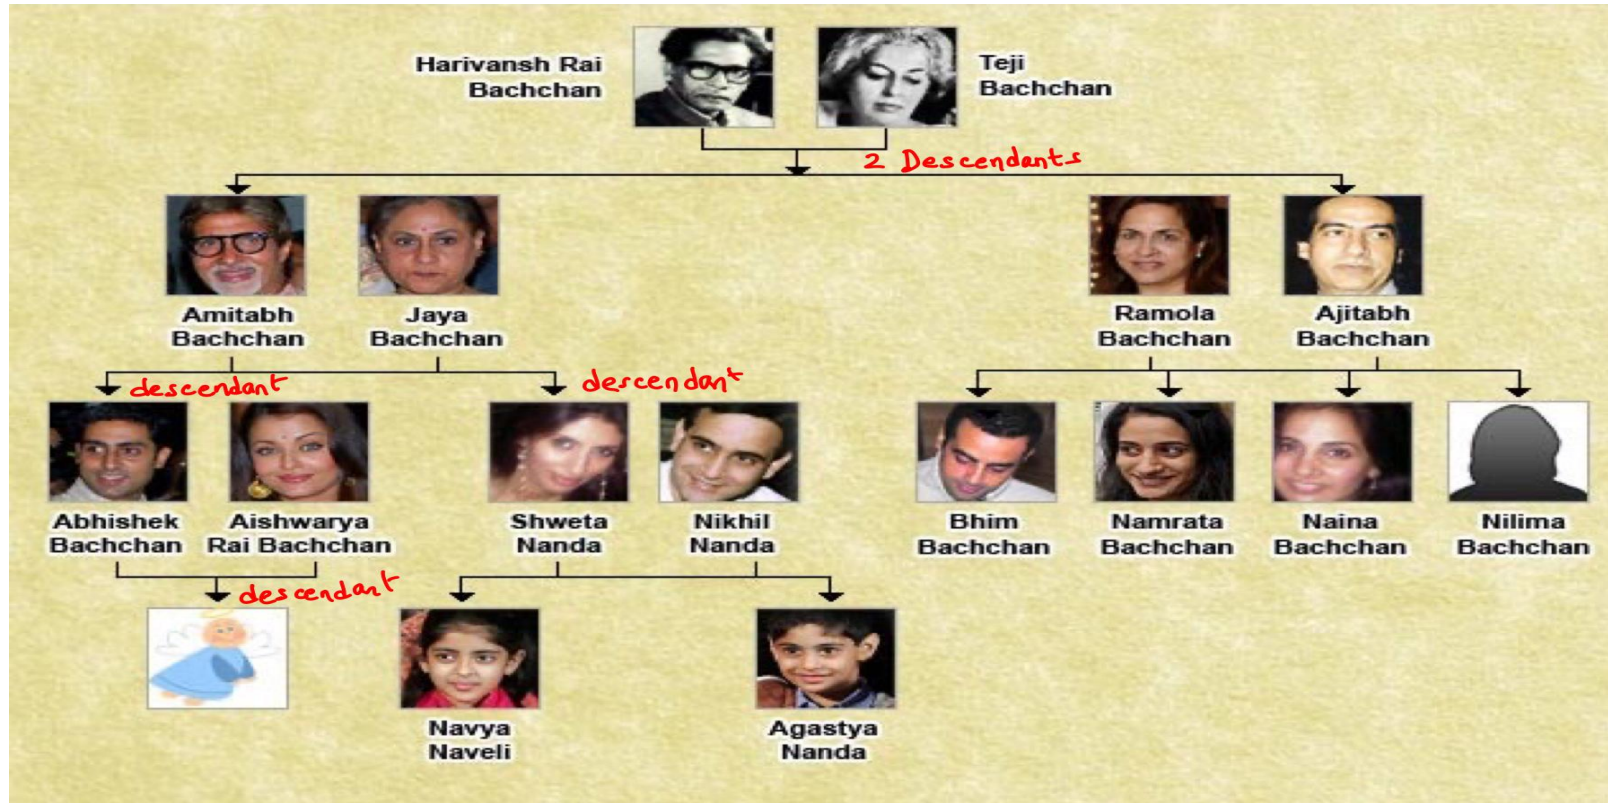 Harivansh Rai
Bachchan
Teji
Bachchan
2 Descendants
Amitabh
Bachchan
Jaya
Bachchan
Ramola
Bachchan
Ajitabh
Bachchan
descendant
descendant
Abhishek
Bachchan
Aishwarya
Rai Bachchan
Shweta
Nanda
Nikhil
Nanda
Bhim
Bachchan
Namrata
Bachchan
Naina
Bachchan
Nilima
Bachchan
descendant
Navya
Naveli
Agastya
Nanda